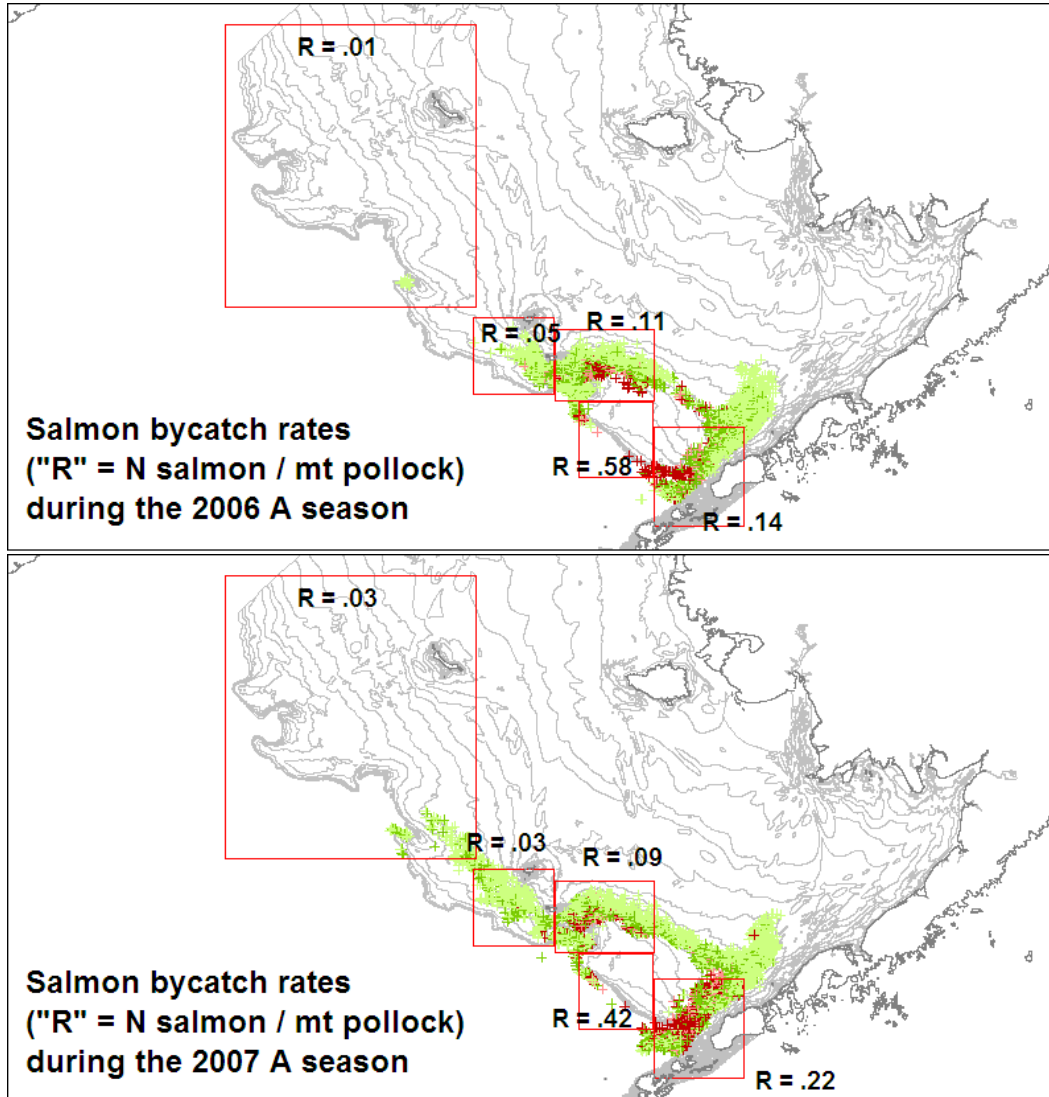 R = .01
R = .05
R = .11
Salmon bycatch rates
("R" = N salmon / mt pollock)
during the 2006 A season
R = .58
R = .14
R = .03
R = .03
R = .09
Salmon bycatch rates
("R" = N salmon / mt pollock)
during the 2007 A season
R = .42
R = .22